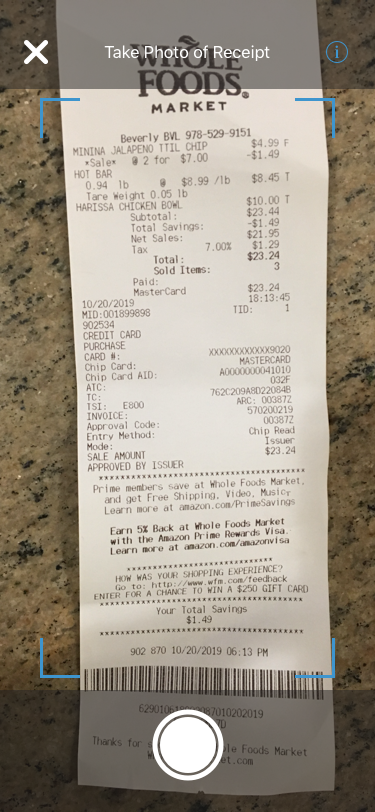 Take Photo of Receipt
WHOLE
FOODS
MARKET
Beverly BVL 978-529-9151
MININA JALAPENO TTIL CHIP $4.99 F
*Sale* @ 2 for $7.00 -$1.49
HOT BAR
0.94 lb @ $8.99 /lb $8.45 T
Tare Weight 0.05 lb
HARISSA CHICKEN BOWL $10.00 T
Subtotal: $23.44
Total Savings: -$1.49
Net Sales: $21.95
Tax 7.00% $1.29
Total: $23.24
Sold Items: 3
Paid:
MasterCard $23.24
10/20/2019 18:13:45
MID:001899898 TID: 1
902534
CREDIT CARD
PURCHASE
CARD #: XXXXXXXXXXXX9020
Chip Card: MASTERCARD
Chip Card AID: A0000000041010
ATC: 032F
TC: 762C209A8D22084B
TSI: E800 ARC: 00387Z
INVOICE: 570200219
Approval Code: 00387Z
Entry Method: Chip Read
Mode: Issuer
SALE AMOUNT $23.24
APPROVED BY ISSUER
************************************
Prime members save at Whole Foods Market,
and get Free Shipping, Video, Music,
Learn more at amazon.com/PrimeSavings
Earn 5% Back at Whole Foods Market
with the Amazon Prime Rewards Visa.
Learn more at amazon.com/amazonvisa
************************
HOW WAS YOUR SHOPPING EXPERIENCE?
Go to: http://www.wfm.com/feedback
ENTER FOR A CHANCE TO WIN A $250 GIFT CARD
************************************
Your Total Savings
$1.49
************************************
902 870 10/20/2019 06:13 PM
Thanks for Whole Foods Market